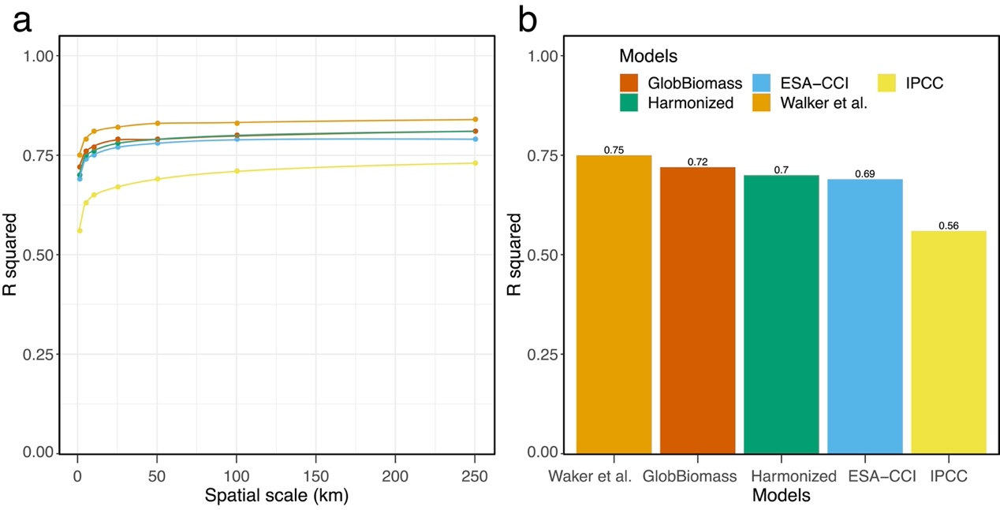 a
1.00
0.75
0.50
0.25
0.00
R squared
0 50 100 150 200 250
Spatial scale (km)
b
1.00
0.75
0.50
0.25
0.00
R squared
Models
GlobBiomass ESA−CCI IPCC
Harmonized Walker et al.
0.75
0.72
0.7
0.69
0.56
Waker et al. GlobBiomass Harmonized ESA−CCI IPCC
Models